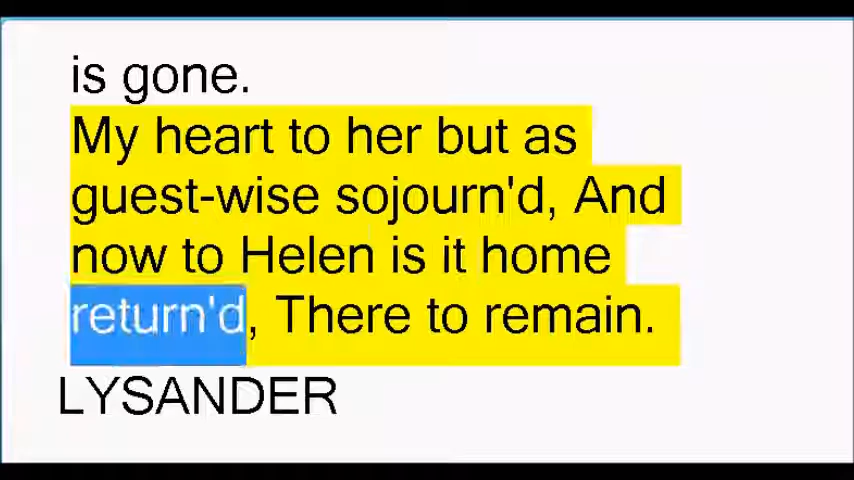 is gone.
My heart to her but as
guest-wise sojourn'd, And
now to Helen is it home
return'd, There to remain.
LYSANDER